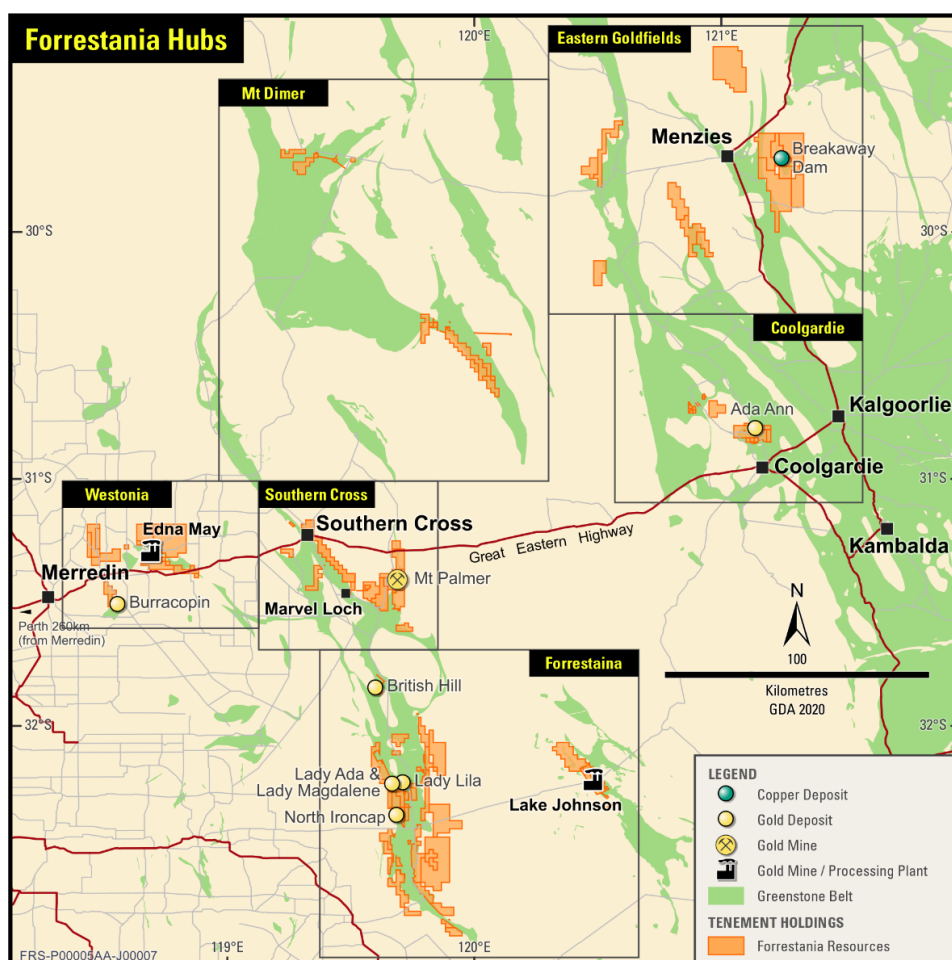 Forrestania Hubs
120°E
Eastern Goldfields
121°E
Mt Dimer
Menzies
Breakaway
Dam
30°S
30°S
Coolgardie
Ada Ann
Kalgoorlie
Coolgardie
31°S
31°S
Westonia
Southern Cross
Edna May
Southern Cross
Great Eastern Highway
Kambalda
Merredin
Mt Palmer
Burracopin
Marvel Loch
Perth 260km
(from Merredin)
N
Forrestaina
100
Kilometres
GDA 2020
British Hill
32°S
32°S
Lady Ada &
Lady Magdalene
Lady Lila
North Ironcap
Lake Johnson
LEGEND
Copper Deposit
Gold Deposit
Gold Mine
Gold Mine / Processing Plant
Greenstone Belt
TENEMENT HOLDINGS
Forrestania Resources
119°E
120°E
FRS-P00005AA-J00007